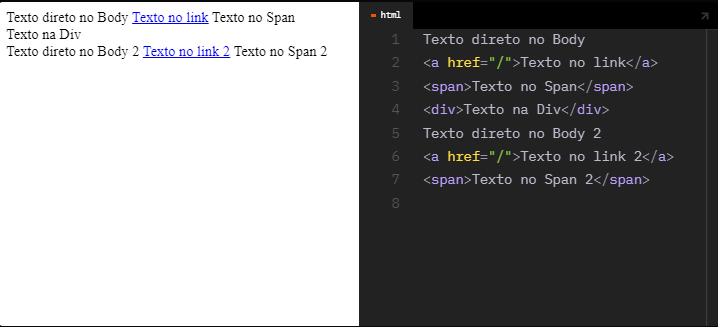 Texto direto no Body Texto no link Texto no Span
Texto na Div
Texto direto no Body 2 Texto no link 2 Texto no Span 2
html
1 Texto direto no Body
2 <a href="/">Texto no link</a>
3 <span>Texto no Span</span>
4 <div>Texto na Div</div>
5 Texto direto no Body 2
6 <a href="/">Texto no link 2</a>
7 <span>Texto no Span 2</span>
8